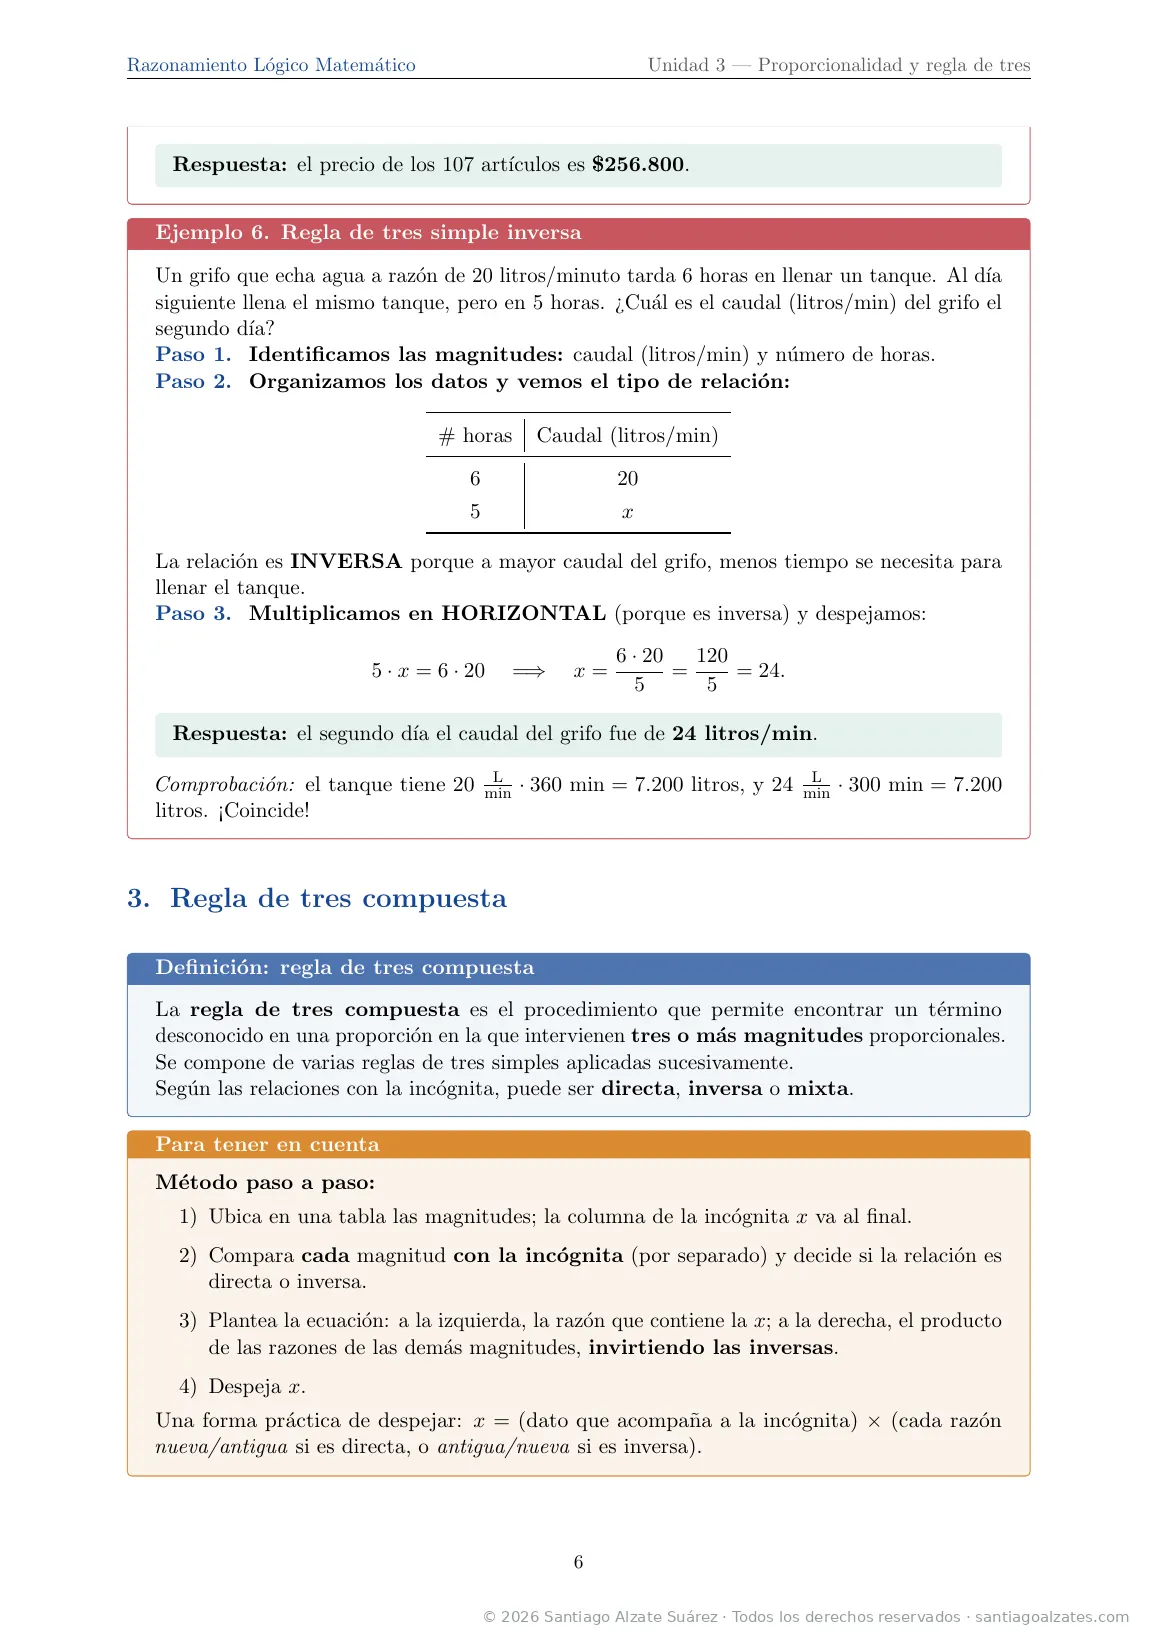 Razonamiento Lógico Matemático Unidad 3 — Proporcionalidad y regla de tres
Respuesta: el precio de los 107 artículos es $256.800.
Ejemplo 6. Regla de tres simple inversa
Un grifo que echa agua a razón de 20 litros/minuto tarda 6 horas en llenar un tanque. Al día
siguiente llena el mismo tanque, pero en 5 horas. ¿Cuál es el caudal (litros/min) del grifo el
segundo día?
Paso 1. Identificamos las magnitudes: caudal (litros/min) y número de horas.
Paso 2. Organizamos los datos y vemos el tipo de relación:
# horas Caudal (litros/min)
6 20
5 x
La relación es INVERSA porque a mayor caudal del grifo, menos tiempo se necesita para
llenar el tanque.
Paso 3. Multiplicamos en HORIZONTAL (porque es inversa) y despejamos:
5 · x = 6 · 20 ⟹ x = 6 · 20 / 5 = 120 / 5 = 24.
Respuesta: el segundo día el caudal del grifo fue de 24 litros/min.
Comprobación: el tanque tiene 20 L/min · 360 min = 7.200 litros, y 24 L/min · 300 min = 7.200
litros. ¡Coincide!
3. Regla de tres compuesta
Definición: regla de tres compuesta
La regla de tres compuesta es el procedimiento que permite encontrar un término
desconocido en una proporción en la que intervienen tres o más magnitudes proporcionales.
Se compone de varias reglas de tres simples aplicadas sucesivamente.
Según las relaciones con la incógnita, puede ser directa, inversa o mixta.
Para tener en cuenta
Método paso a paso:
1) Ubica en una tabla las magnitudes; la columna de la incógnita x va al final.
2) Compara cada magnitud con la incógnita (por separado) y decide si la relación es
directa o inversa.
3) Plantea la ecuación: a la izquierda, la razón que contiene la x; a la derecha, el producto
de las razones de las demás magnitudes, invirtiendo las inversas.
4) Despeja x.
Una forma práctica de despejar: x = (dato que acompaña a la incógnita) × (cada razón
nueva/antigua si es directa, o antigua/nueva si es inversa).
6
© 2026 Santiago Alzate Suárez · Todos los derechos reservados · santiagoalzates.com